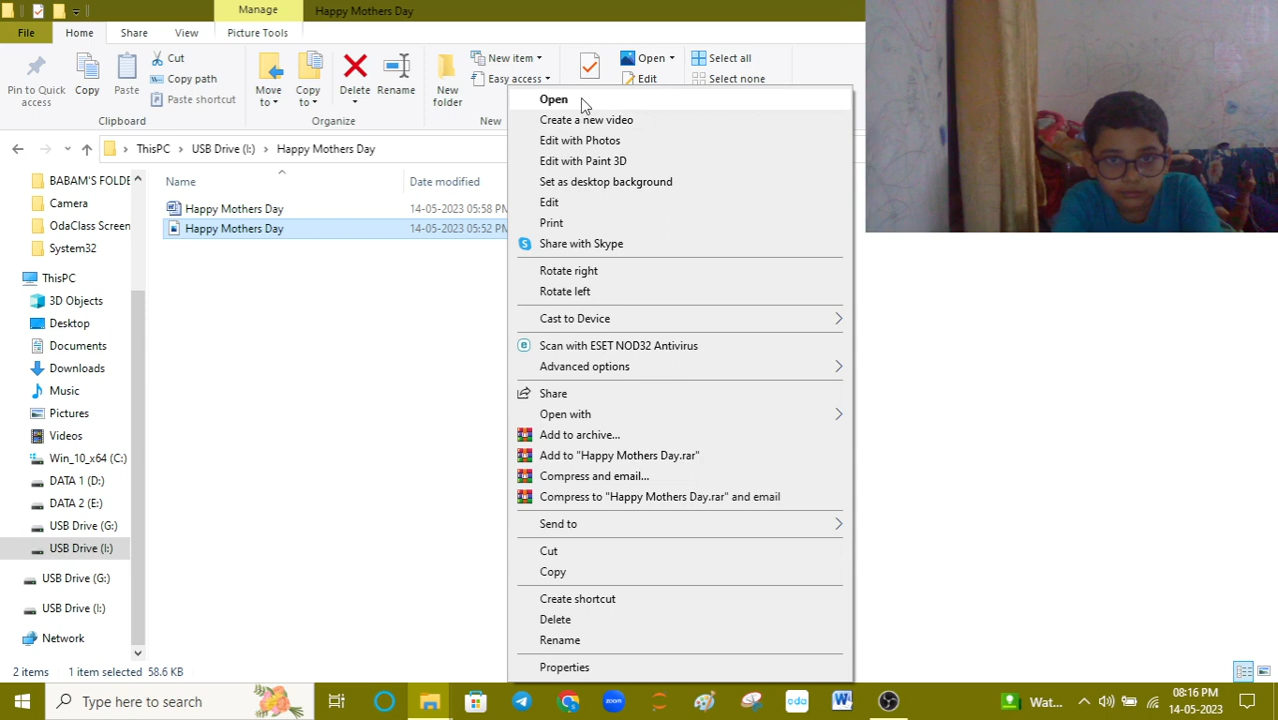 Manage
Happy Mothers Day
File
Home
Share
View
Picture Tools
Pin to Quick access
Copy
Paste
Cut
Copy path
Paste shortcut
Clipboard
Move to
Copy to
Delete
Rename
Organize
New folder
New item
Easy access
New
Open
Edit
Select all
Select none
ThisPC
USB Drive (I:)
Happy Mothers Day
Name
Date modified
Happy Mothers Day
14-05-2023 05:58 PM
Happy Mothers Day
14-05-2023 05:52 PM
BABAM'S FOLDE
Camera
OdaClass Screen
System32
ThisPC
3D Objects
Desktop
Documents
Downloads
Music
Pictures
Videos
Win_10_x64 (C:)
DATA 1 (D:)
DATA 2 (E:)
USB Drive (G:)
USB Drive (I:)
USB Drive (G:)
USB Drive (I:)
Network
Open
Create a new video
Edit with Photos
Edit with Paint 3D
Set as desktop background
Edit
Print
Share with Skype
Rotate right
Rotate left
Cast to Device
Scan with ESET NOD32 Antivirus
Advanced options
Share
Open with
Add to archive...
Add to "Happy Mothers Day.rar"
Compress and email...
Compress to "Happy Mothers Day.rar" and email
Send to
Cut
Copy
Create shortcut
Delete
Rename
Properties
2 items
1 item selected 58.6 KB
Type here to search
zoom
oda
Wat...
08:16 PM
14-05-2023